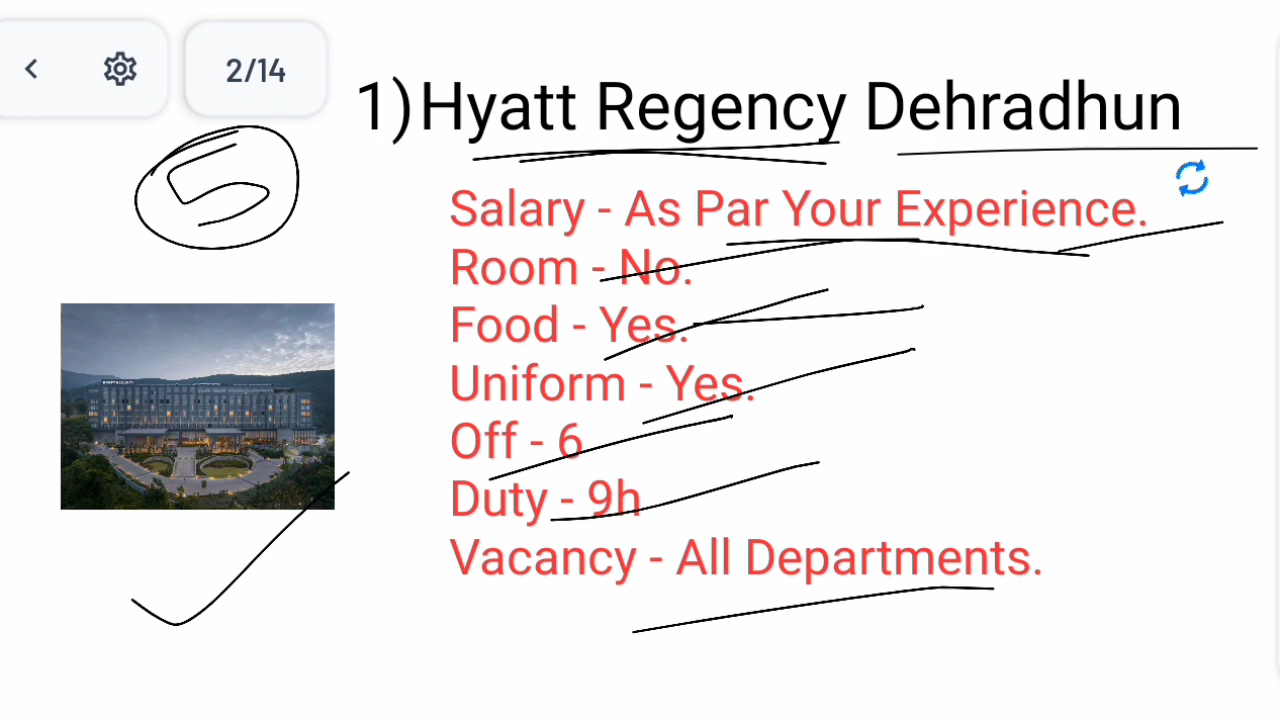 2/14
1) Hyatt Regency Dehradhun
5
Salary - As Par Your Experience.
Room - No.
Food - Yes.
Uniform - Yes.
Off - 6
Duty - 9h
Vacancy - All Departments.